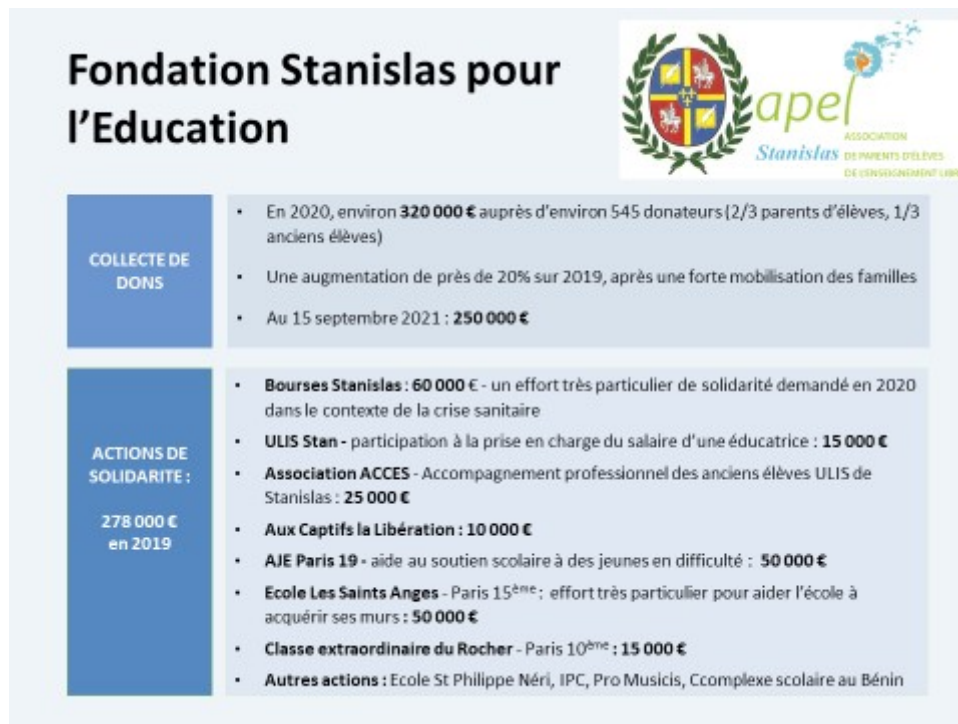 Fondation Stanislas pour
l'Education
apel
Stanislas
ASSOCIATION
DE PARENTS D'ÉLÈVES
DE L'ENSEIGNEMENT LIBR
COLLECTE DE
DONS
• En 2020, environ 320 000 € auprès d'environ 545 donateurs (2/3 parents d'élèves, 1/3
anciens élèves)
• Une augmentation de près de 20% sur 2019, après une forte mobilisation des familles
• Au 15 septembre 2021 : 250 000 €
ACTIONS DE
SOLIDARITE :
278 000 €
en 2019
• Bourses Stanislas : 60 000 € - un effort très particulier de solidarité demandé en 2020
dans le contexte de la crise sanitaire
• ULIS Stan - participation à la prise en charge du salaire d'une éducatrice : 15 000 €
• Association ACCES - Accompagnement professionnel des anciens élèves ULIS de
Stanislas : 25 000 €
• Aux Captifs la Libération : 10 000 €
• AJE Paris 19 - aide au soutien scolaire à des jeunes en difficulté : 50 000 €
• Ecole Les Saints Anges - Paris 15ème : effort très particulier pour aider l'école à
acquérir ses murs : 50 000 €
• Classe extraordinaire du Rocher - Paris 10ème : 15 000 €
• Autres actions : Ecole St Philippe Néri, IPC, Pro Musicis, Ccomplexe scolaire au Bénin